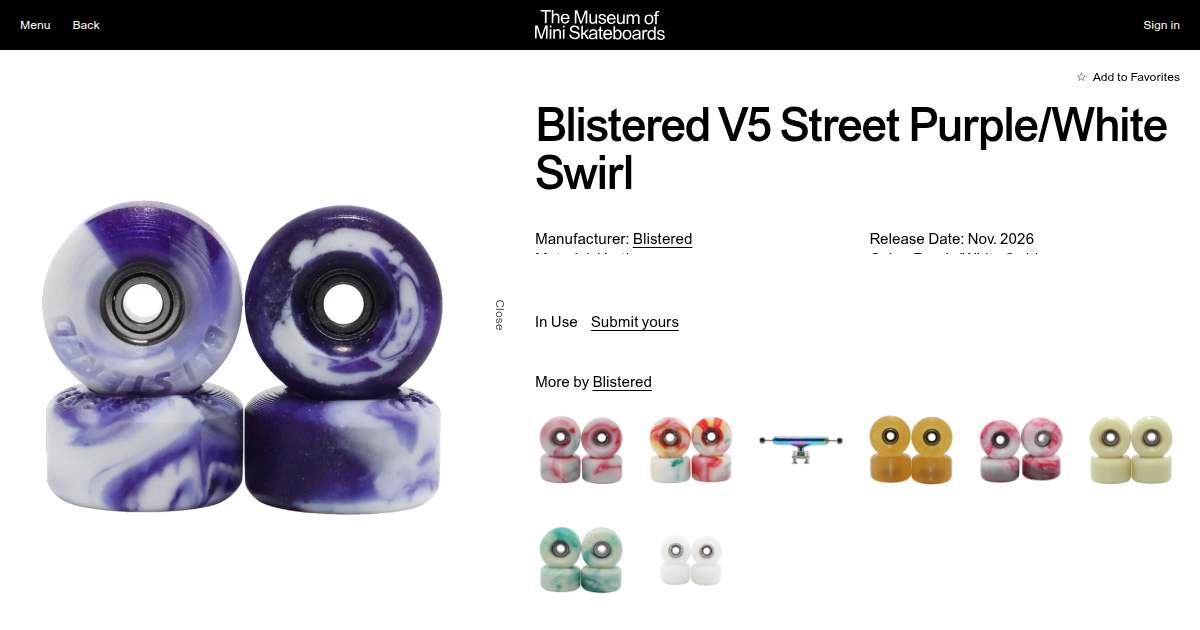 Menu
Back
The Museum of
Mini Skateboards
Sign in
☆ Add to Favorites
Blistered V5 Street Purple/White
Swirl
Manufacturer: Blistered
Release Date: Nov. 2026
Close
In Use
Submit yours
More by Blistered